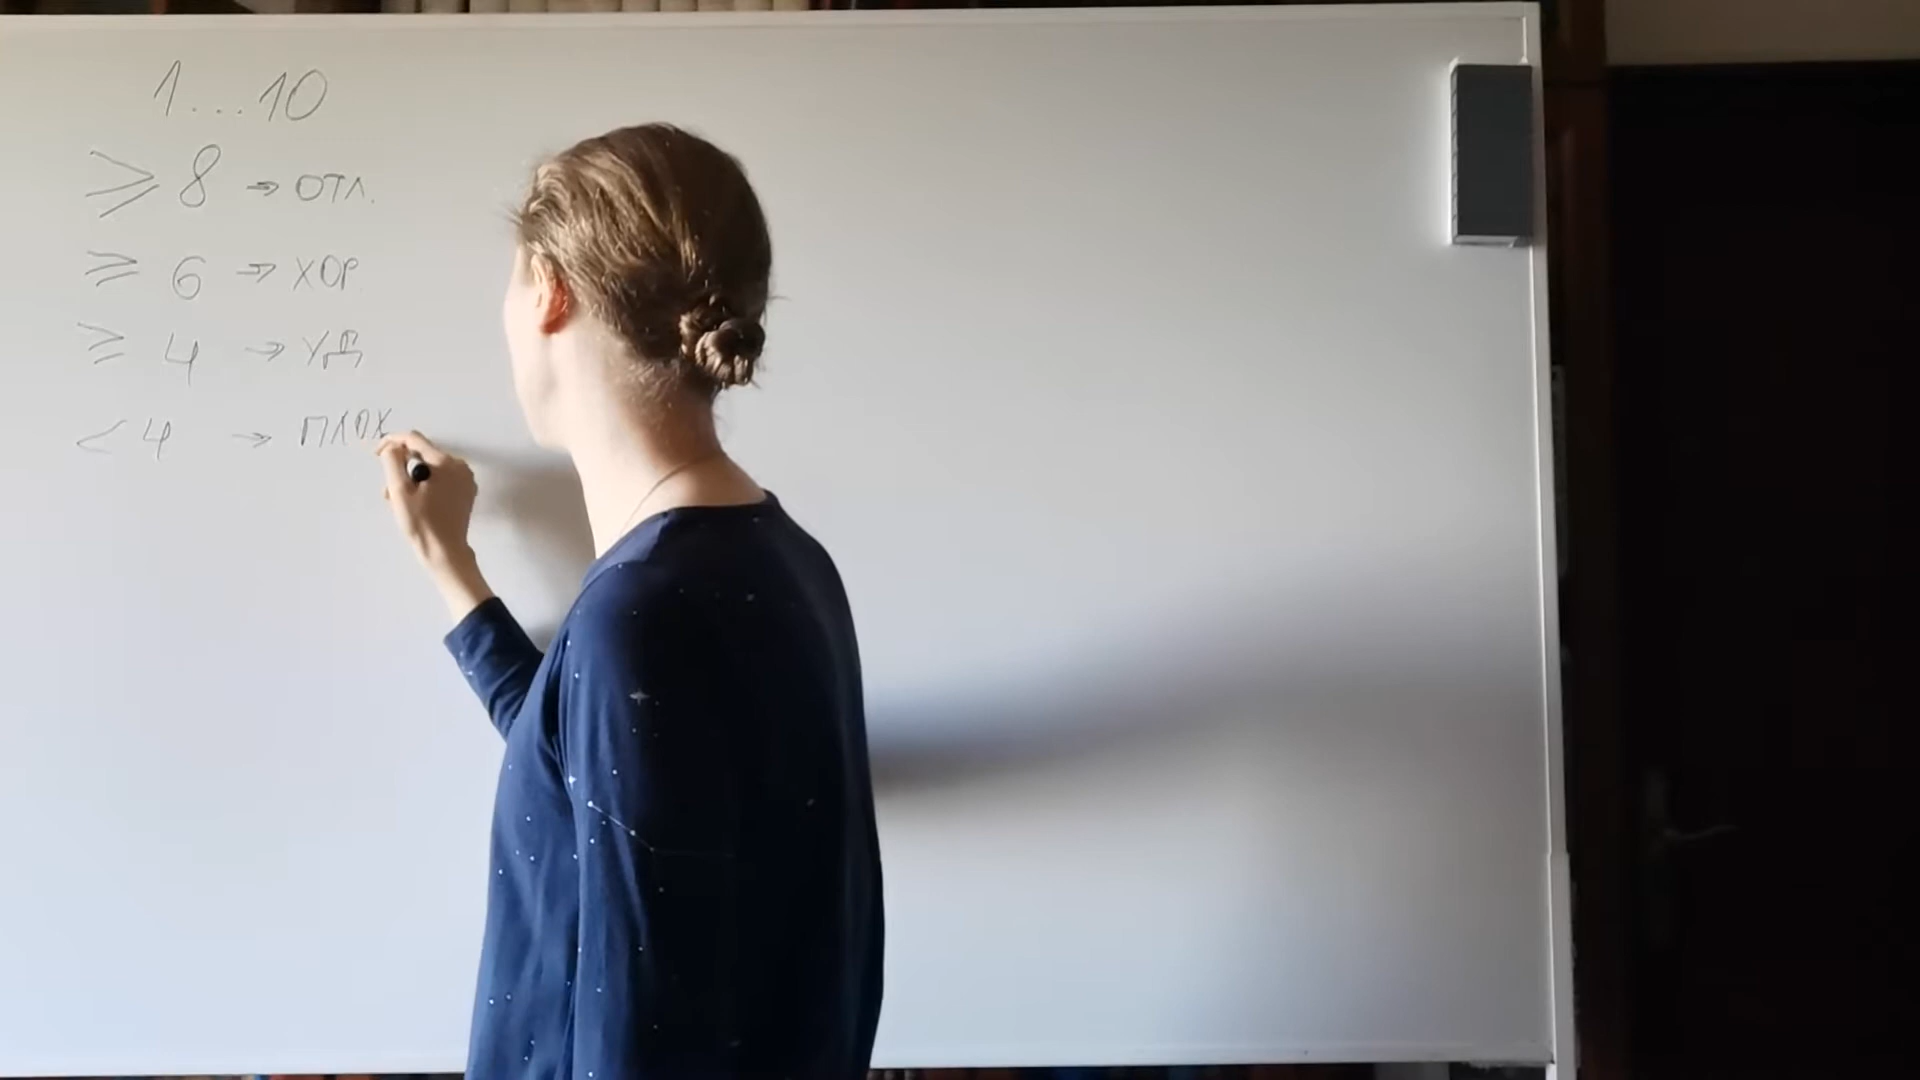 1...10
⩾ 8 → ОТЛ.
⩾ 6 → ХОР.
⩾ 4 → УД
< 4 → ПЛОХ